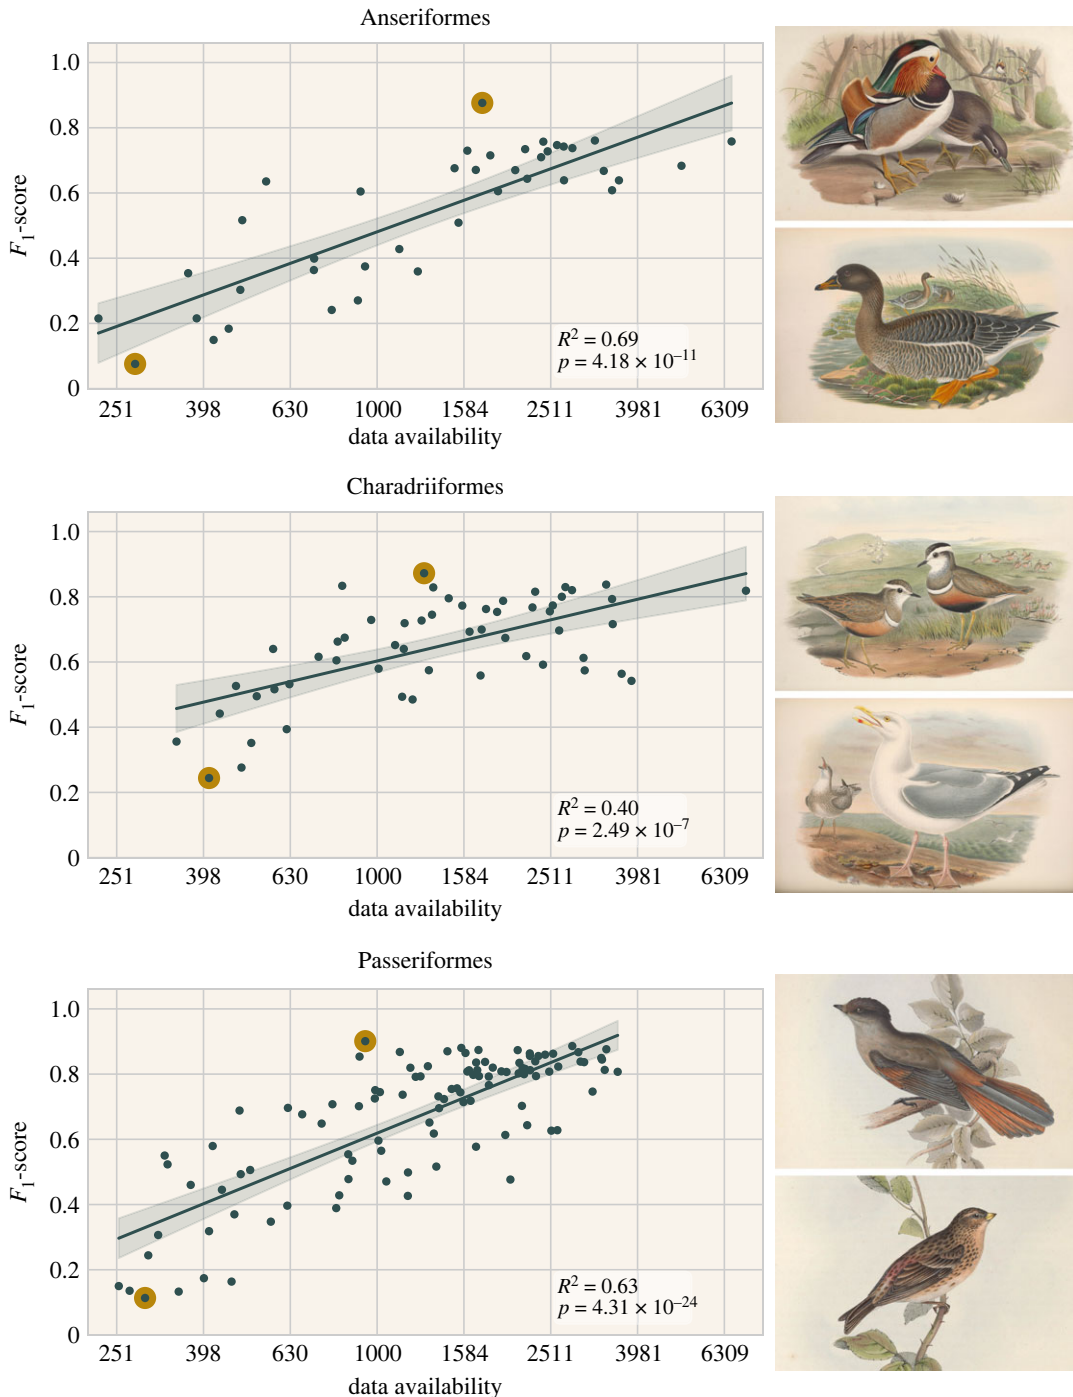 Anseriformes
1.0
0.8
0.6
0.4
0.2
0
F1-score
R2 = 0.69
p = 4.18 × 10–11
251 398 630 1000 1584 2511 3981 6309
data availability
Charadriiformes
1.0
0.8
0.6
0.4
0.2
0
F1-score
R2 = 0.40
p = 2.49 × 10–7
251 398 630 1000 1584 2511 3981 6309
data availability
Passeriformes
1.0
0.8
0.6
0.4
0.2
0
F1-score
R2 = 0.63
p = 4.31 × 10–24
251 398 630 1000 1584 2511 3981 6309
data availability